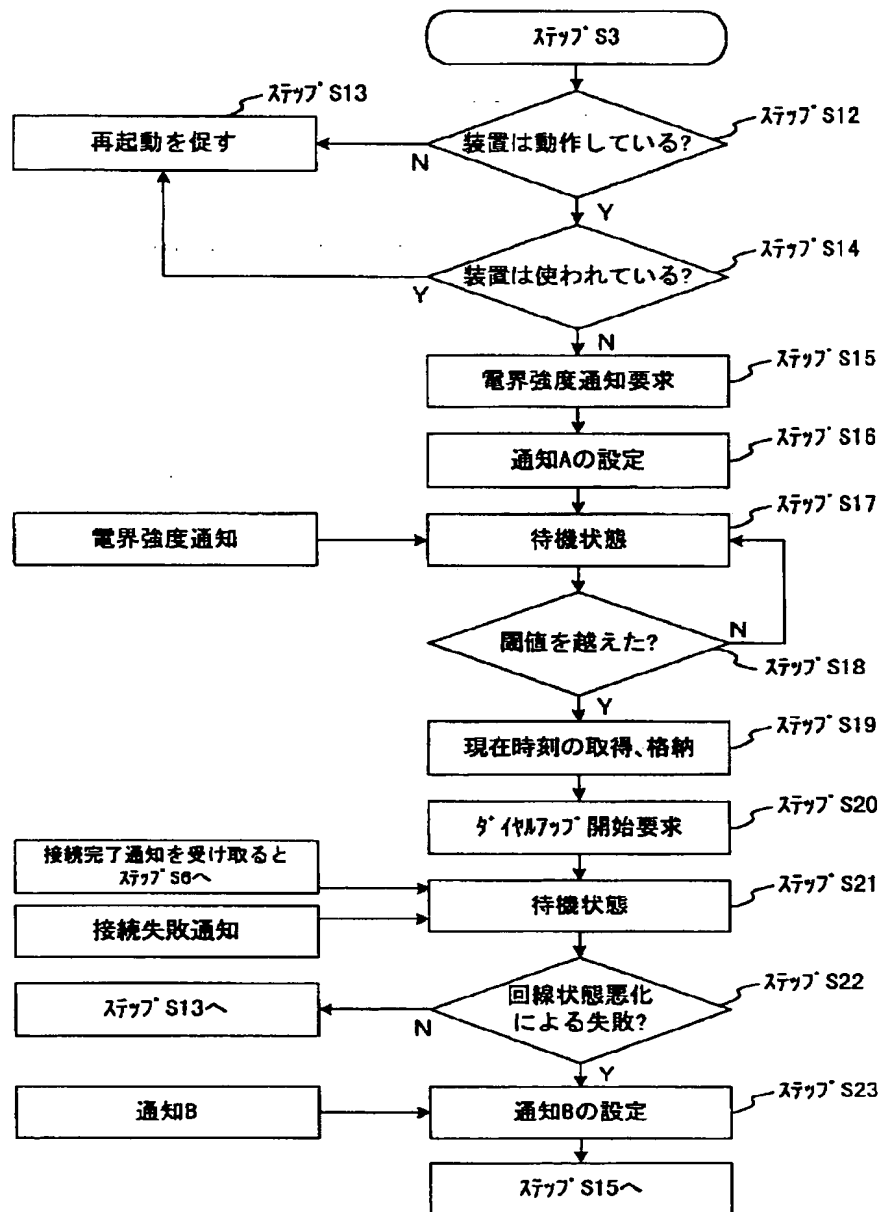 ｽﾃｯﾌﾟS3
ｽﾃｯﾌﾟS13
再起動を促す
N
装置は動作している?
ｽﾃｯﾌﾟS12
Y
装置は使われている?
ｽﾃｯﾌﾟS14
Y
N
電界強度通知要求
ｽﾃｯﾌﾟS15
通知Aの設定
ｽﾃｯﾌﾟS16
電界強度通知
待機状態
ｽﾃｯﾌﾟS17
閾値を越えた?
N
ｽﾃｯﾌﾟS18
Y
現在時刻の取得、格納
ｽﾃｯﾌﾟS19
ﾀﾞｲﾔﾙｱｯﾌﾟ開始要求
ｽﾃｯﾌﾟS20
接続完了通知を受け取ると
ｽﾃｯﾌﾟS6へ
待機状態
ｽﾃｯﾌﾟS21
接続失敗通知
ｽﾃｯﾌﾟS13へ
N
回線状態悪化
による失敗?
ｽﾃｯﾌﾟS22
Y
通知B
通知Bの設定
ｽﾃｯﾌﾟS23
ｽﾃｯﾌﾟS15へ